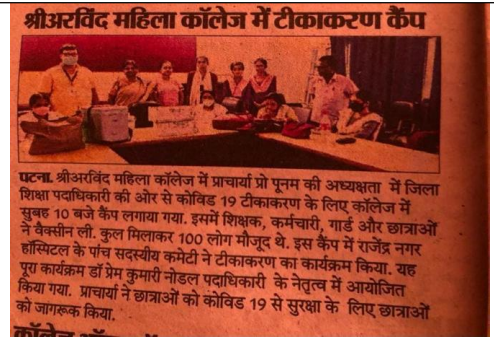 श्रीअरविंद महिला कॉलेज में टीकाकरण कैंप
पटना. श्रीअरविंद महिला कॉलेज में प्राचार्या प्रो पूनम की अध्यक्षता में जिला
शिक्षा पदाधिकारी की ओर से कोविड 19 टीकाकरण के लिए कॉलेज में
सुबह 10 बजे कैंप लगाया गया. इसमें शिक्षक, कर्मचारी, गार्ड और छात्राओं
ने वैक्सीन ली. कुल मिलाकर 100 लोग मौजूद थे. इस कैंप में राजेंद्र नगर
हॉस्पिटल के पांच सदस्यीय कमेटी ने टीकाकरण का कार्यक्रम किया. यह
पूरा कार्यक्रम डॉ प्रेम कुमारी नोडल पदाधिकारी के नेतृत्व में आयोजित
किया गया. प्राचार्या ने छात्राओं को कोविड 19 से सुरक्षा के लिए छात्राओं
को जागरूक किया.